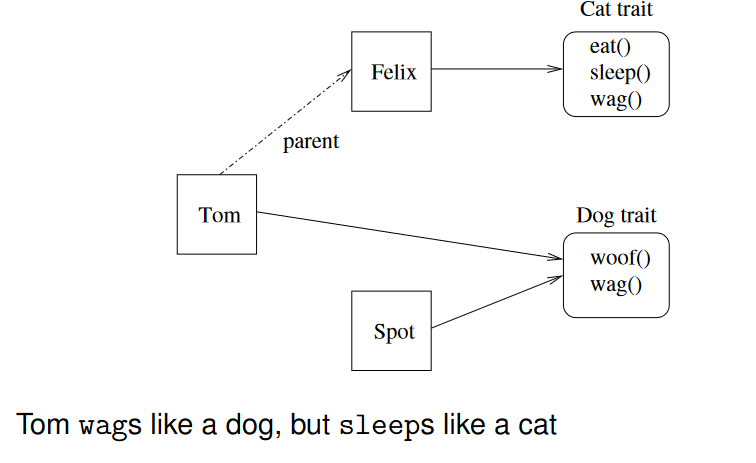 Cat trait
eat()
sleep()
wag()
Felix
parent
Tom
Dog trait
woof()
wag()
Spot
Tom wags like a dog, but sleeps like a cat